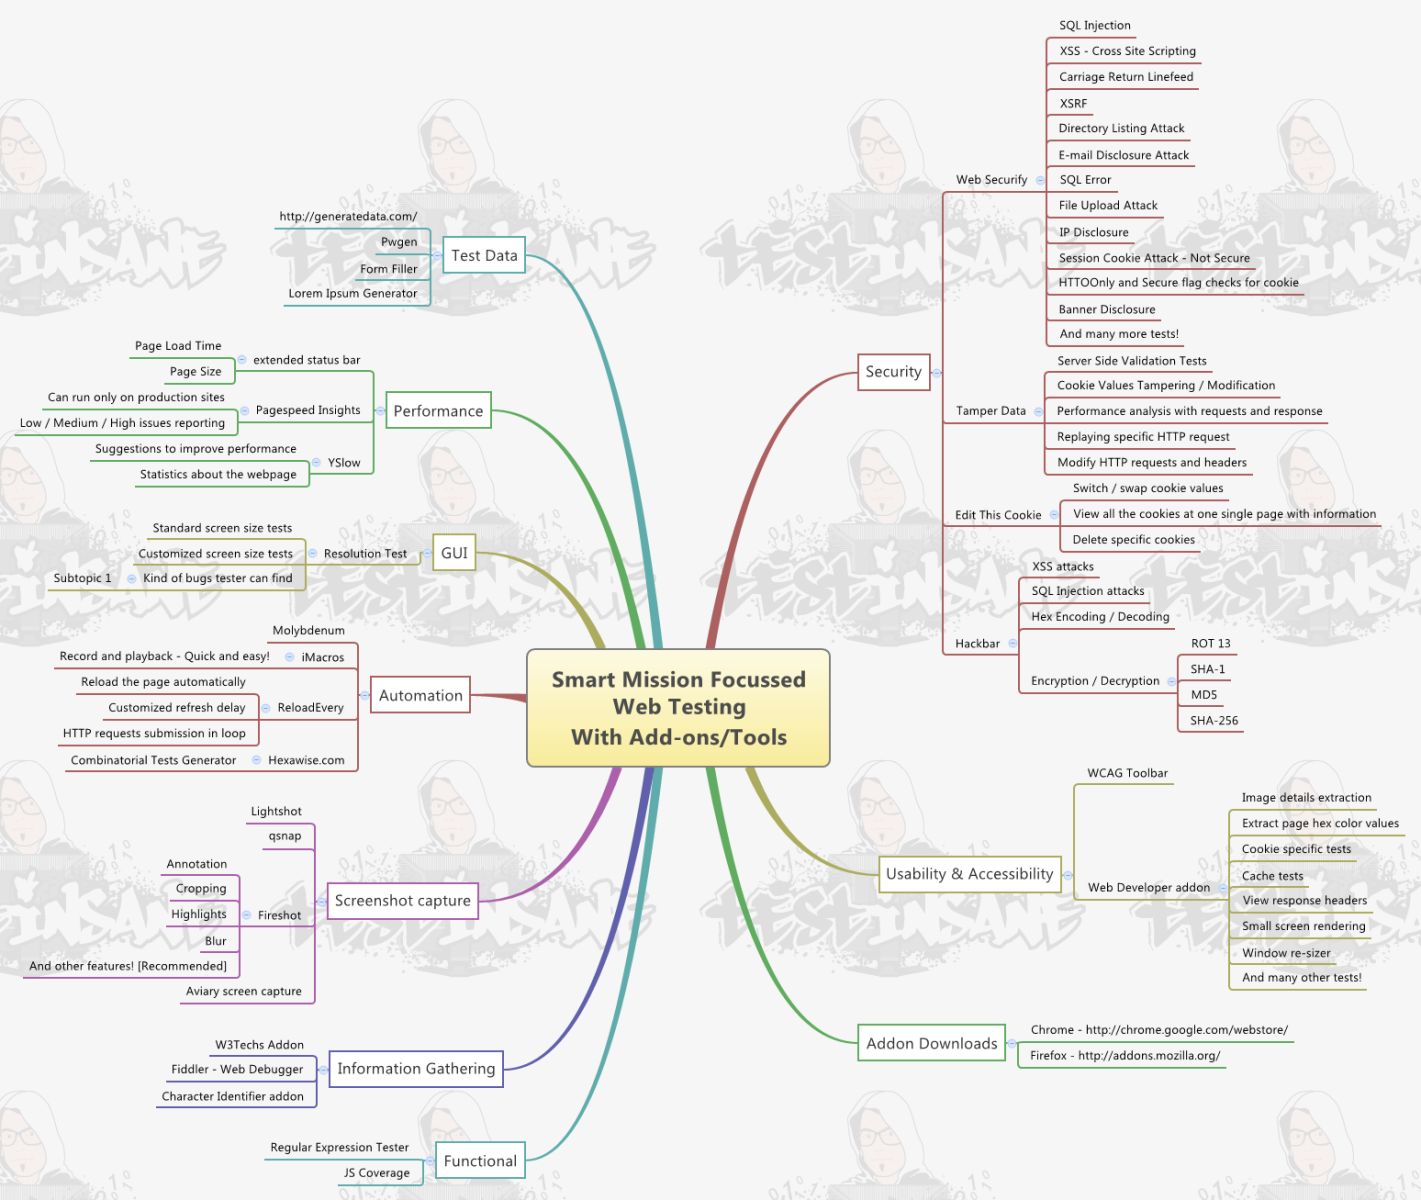 Smart Mission Focussed
Web Testing
With Add-ons/Tools
Test Data
http://generatedata.com/
Pwgen
Form Filler
Lorem Ipsum Generator
Performance
extended status bar
Page Load Time
Page Size
Pagespeed Insights
Can run only on production sites
Low / Medium / High issues reporting
YSlow
Suggestions to improve performance
Statistics about the webpage
GUI
Resolution Test
Standard screen size tests
Customized screen size tests
Kind of bugs tester can find
Subtopic 1
Automation
Molybdenum
iMacros
Record and playback - Quick and easy!
ReloadEvery
Reload the page automatically
Customized refresh delay
HTTP requests submission in loop
Hexawise.com
Combinatorial Tests Generator
Screenshot capture
Lightshot
qsnap
Fireshot
Annotation
Cropping
Highlights
Blur
And other features! [Recommended]
Aviary screen capture
Information Gathering
W3Techs Addon
Fiddler - Web Debugger
Character Identifier addon
Functional
Regular Expression Tester
JS Coverage
Security
Web Securify
SQL Injection
XSS - Cross Site Scripting
Carriage Return Linefeed
XSRF
Directory Listing Attack
E-mail Disclosure Attack
SQL Error
File Upload Attack
IP Disclosure
Session Cookie Attack - Not Secure
HTTOOnly and Secure flag checks for cookie
Banner Disclosure
And many more tests!
Tamper Data
Server Side Validation Tests
Cookie Values Tampering / Modification
Performance analysis with requests and response
Replaying specific HTTP request
Modify HTTP requests and headers
Edit This Cookie
Switch / swap cookie values
View all the cookies at one single page with information
Delete specific cookies
Hackbar
XSS attacks
SQL Injection attacks
Hex Encoding / Decoding
Encryption / Decryption
ROT 13
SHA-1
MD5
SHA-256
Usability & Accessibility
WCAG Toolbar
Web Developer addon
Image details extraction
Extract page hex color values
Cookie specific tests
Cache tests
View response headers
Small screen rendering
Window re-sizer
And many other tests!
Addon Downloads
Chrome - http://chrome.google.com/webstore/
Firefox - http://addons.mozilla.org/
TEST INSANE